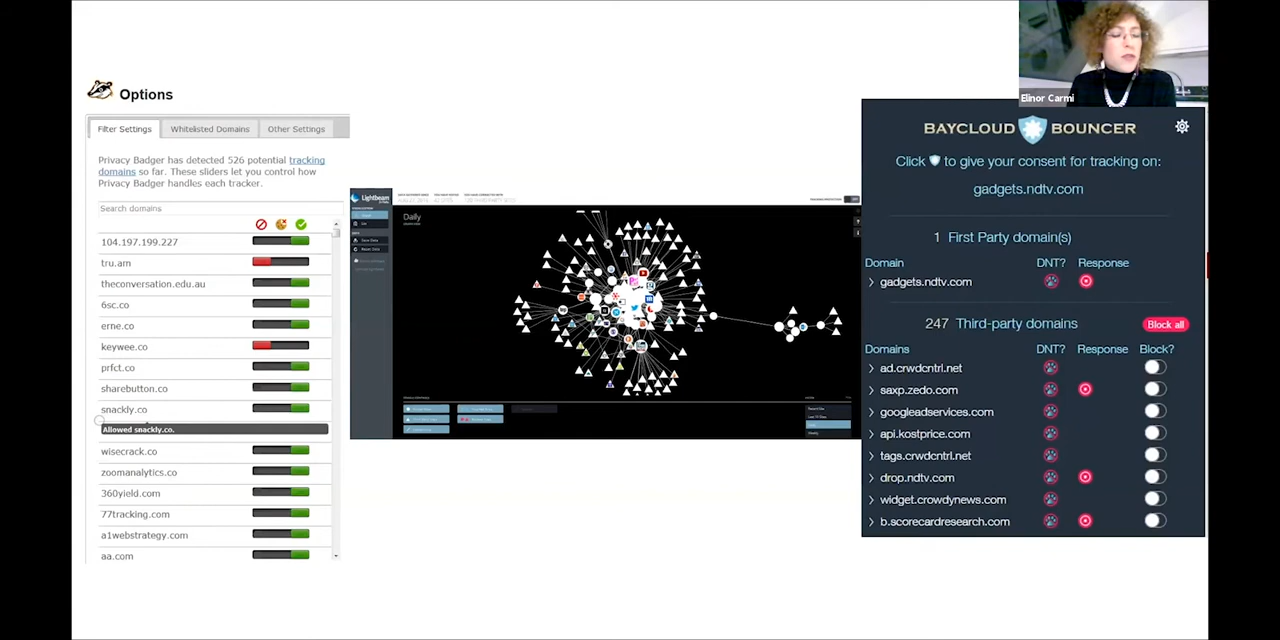 Elinor Carmi
Options
Filter Settings
Whitelisted Domains
Other Settings
Privacy Badger has detected 526 potential tracking
domains so far. These sliders let you control how
Privacy Badger handles each tracker.
Search domains
104.197.199.227
tru.am
theconversation.edu.au
6sc.co
erne.co
keywee.co
prfct.co
sharebutton.co
snackly.co
Allowed snackly.co.
wisecrack.co
zoomanalytics.co
360yield.com
77tracking.com
a1webstrategy.com
aa.com
Lightbeam
Daily
BAYCLOUD BOUNCER
Click to give your consent for tracking on:
gadgets.ndtv.com
1 First Party domain(s)
Domain DNT? Response
gadgets.ndtv.com
247 Third-party domains
Block all
Domains DNT? Response Block?
ad.crwdcntrl.net
saxp.zedo.com
googleadservices.com
api.kostprice.com
tags.crwdcntrl.net
drop.ndtv.com
widget.crowdynews.com
b.scorecardresearch.com